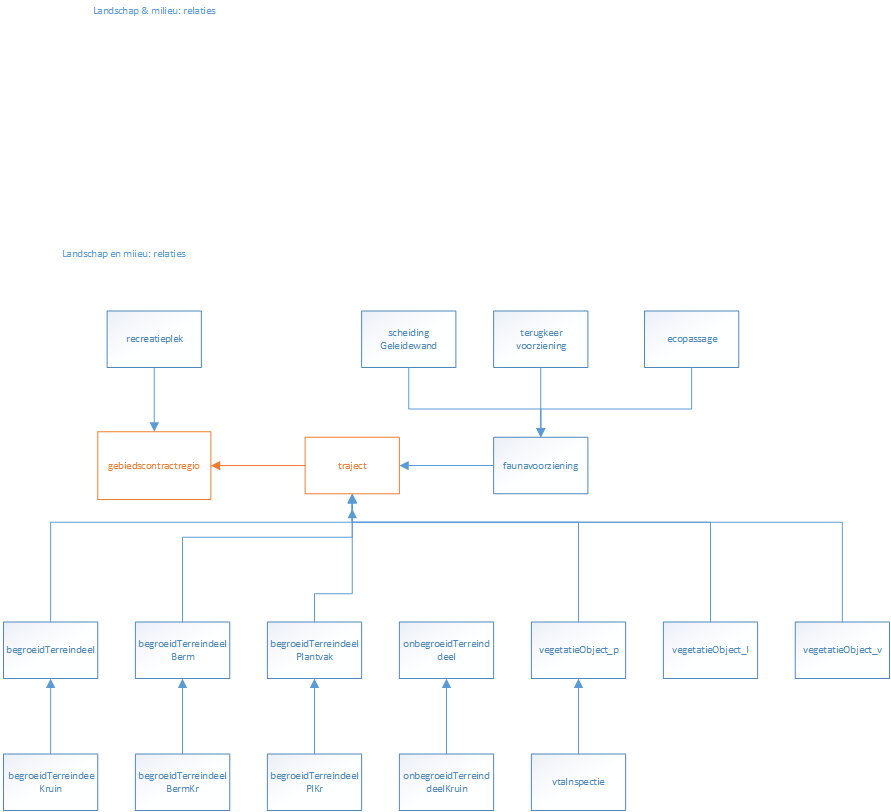 Landschap & milieu: relaties
Landschap en miieu: relaties
recreatieplek
scheiding
Geleidewand
terugkeer
voorziening
ecopassage
gebiedscontractregio
traject
faunavoorziening
begroeidTerreindeel
begroeidTerreindeel
Berm
begroeidTerreindeel
Plantvak
onbegroeidTerreind
deel
vegetatieObject_p
vegetatieObject_l
vegetatieObject_v
begroeidTerreindee
Kruin
begroeidTerreindeel
BermKr
begroeidTerreindeel
PlKr
onbegroeidTerreind
deelKruin
vtaInspectie